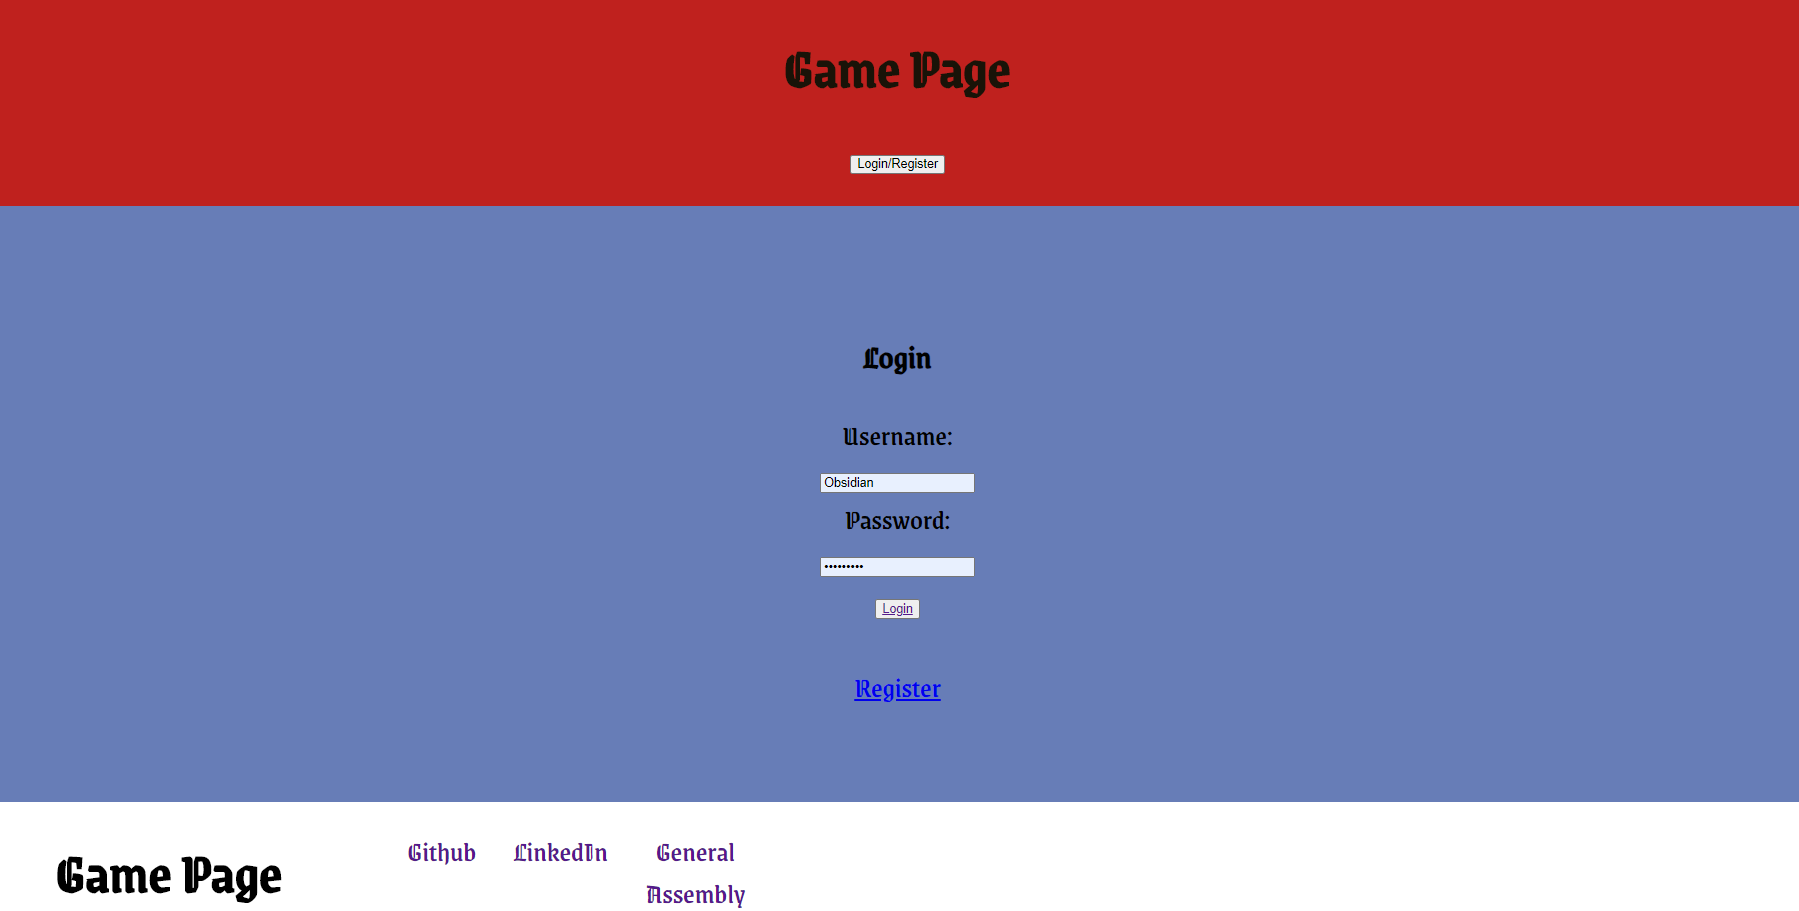 Game Page
Login/Register
Login
Username:
Obsidian
Password:
•••••••••
Login
Register
Game Page
Github LinkedIn General
Assembly